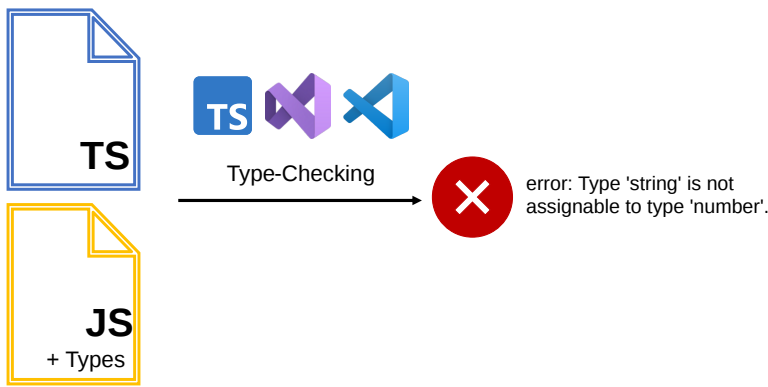 TS
TS
Type-Checking
error: Type 'string' is not
assignable to type 'number'.
JS
+ Types